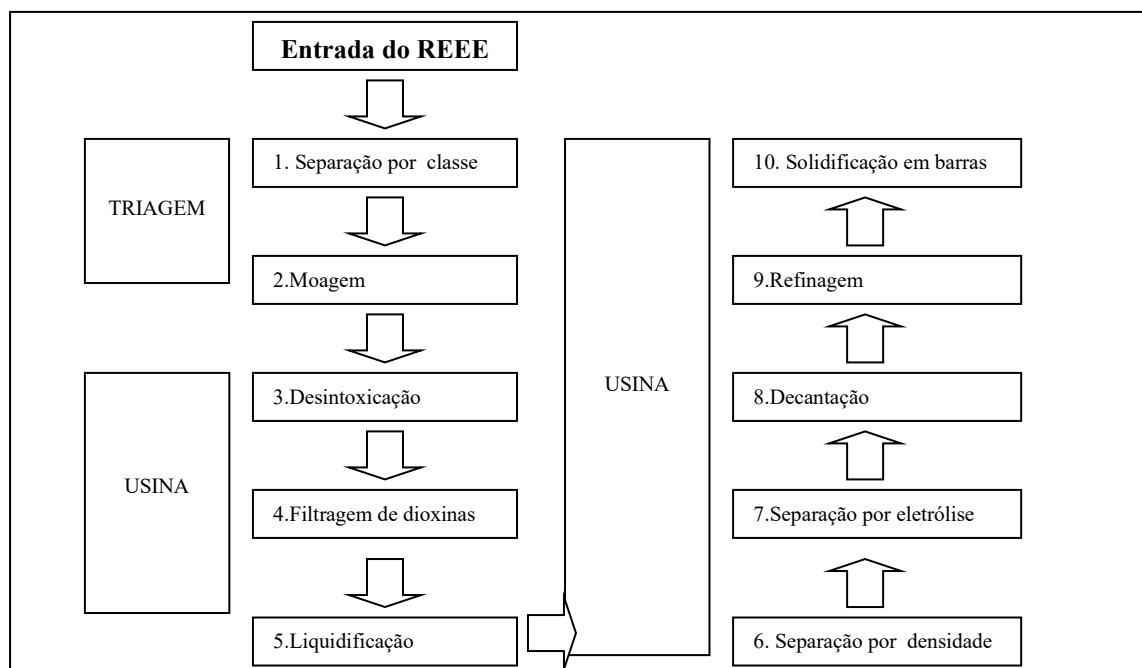 Entrada do REEE
TRIAGEM
1. Separação por classe
2.Moagem
USINA
3.Desintoxicação
4.Filtragem de dioxinas
5.Liquidificação
USINA
6. Separação por densidade
7.Separação por eletrólise
8.Decantação
9.Refinagem
10. Solidificação em barras